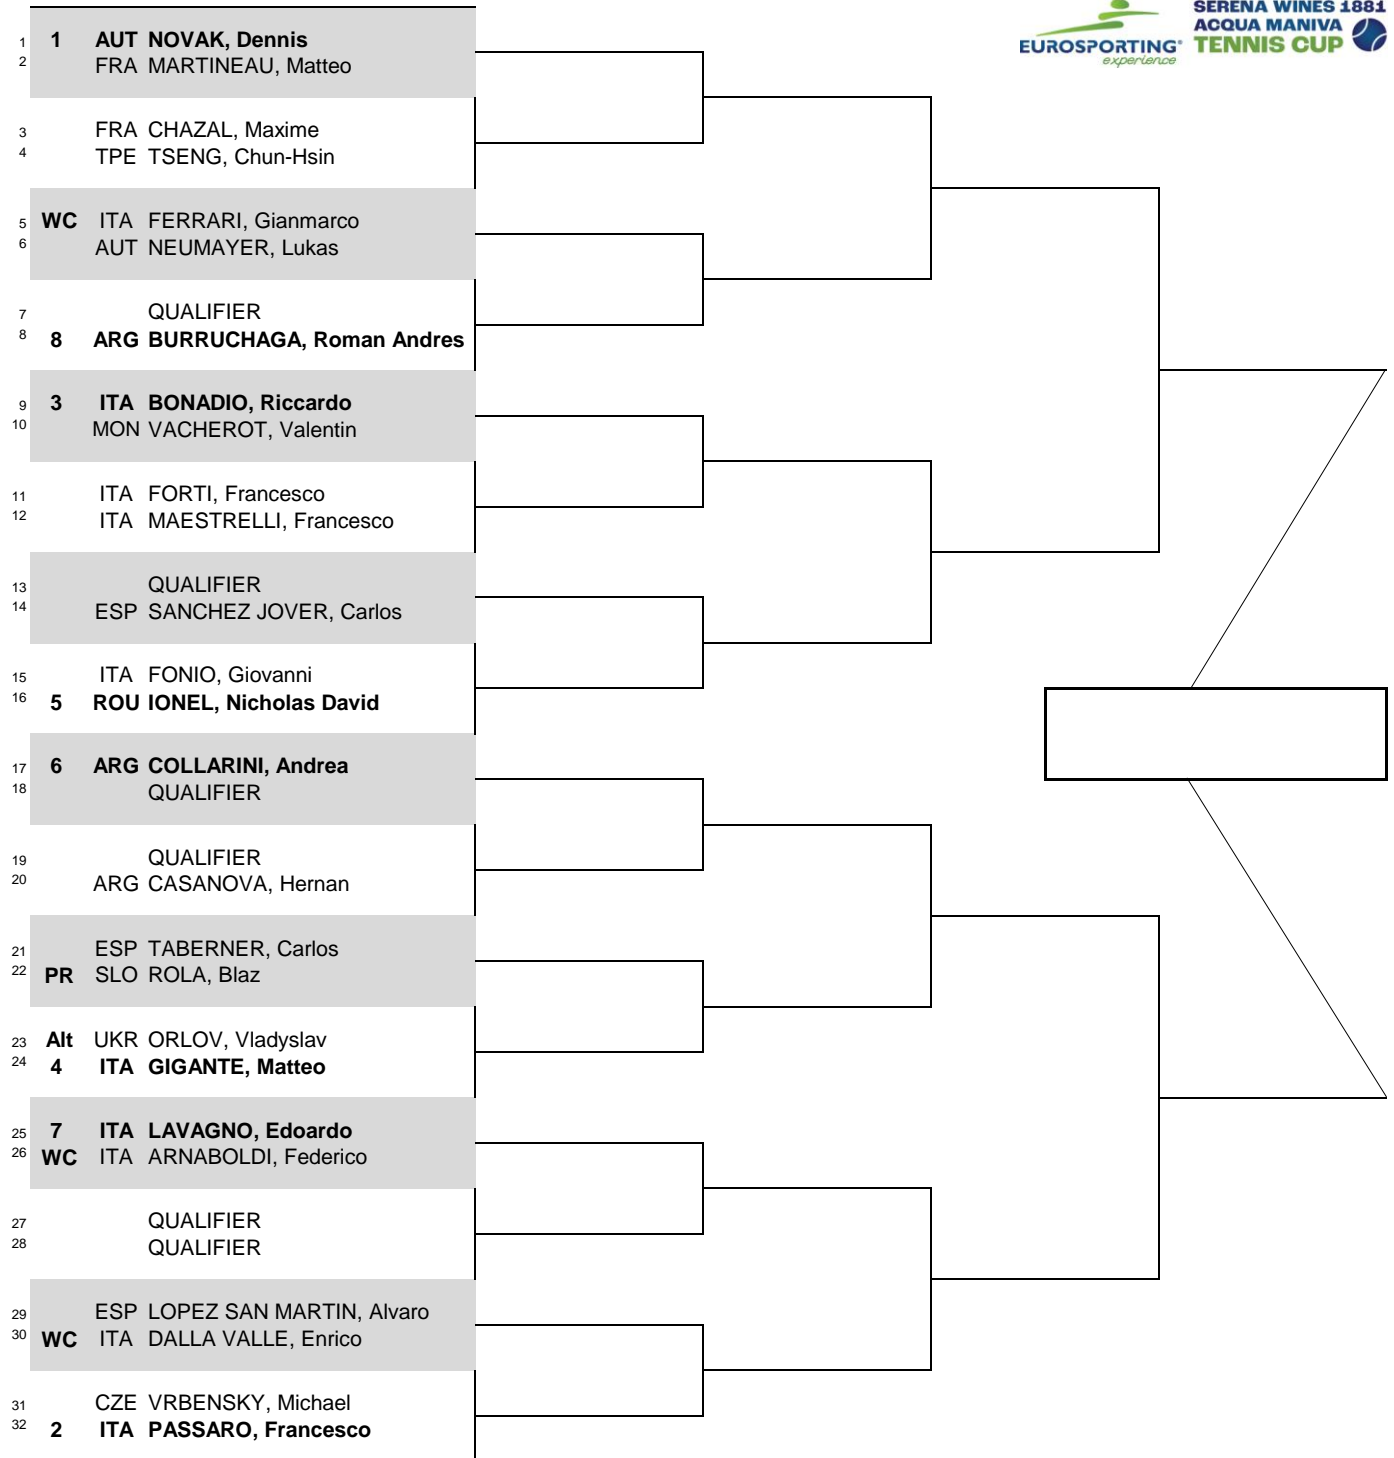 SERENA WINES 1881
ACQUA MANIVA
EUROSPORTING TENNIS CUP
experience
1 1 AUT NOVAK, Dennis
2 FRA MARTINEAU, Matteo
3 FRA CHAZAL, Maxime
4 TPE TSENG, Chun-Hsin
5 WC ITA FERRARI, Gianmarco
6 AUT NEUMAYER, Lukas
7 QUALIFIER
8 8 ARG BURRUCHAGA, Roman Andres
9 3 ITA BONADIO, Riccardo
10 MON VACHEROT, Valentin
11 ITA FORTI, Francesco
12 ITA MAESTRELLI, Francesco
13 QUALIFIER
14 ESP SANCHEZ JOVER, Carlos
15 ITA FONIO, Giovanni
16 5 ROU IONEL, Nicholas David
17 6 ARG COLLARINI, Andrea
18 QUALIFIER
19 QUALIFIER
20 ARG CASANOVA, Hernan
21 ESP TABERNER, Carlos
22 PR SLO ROLA, Blaz
23 Alt UKR ORLOV, Vladyslav
24 4 ITA GIGANTE, Matteo
25 7 ITA LAVAGNO, Edoardo
26 WC ITA ARNABOLDI, Federico
27 QUALIFIER
28 QUALIFIER
29 ESP LOPEZ SAN MARTIN, Alvaro
30 WC ITA DALLA VALLE, Enrico
31 CZE VRBENSKY, Michael
32 2 ITA PASSARO, Francesco